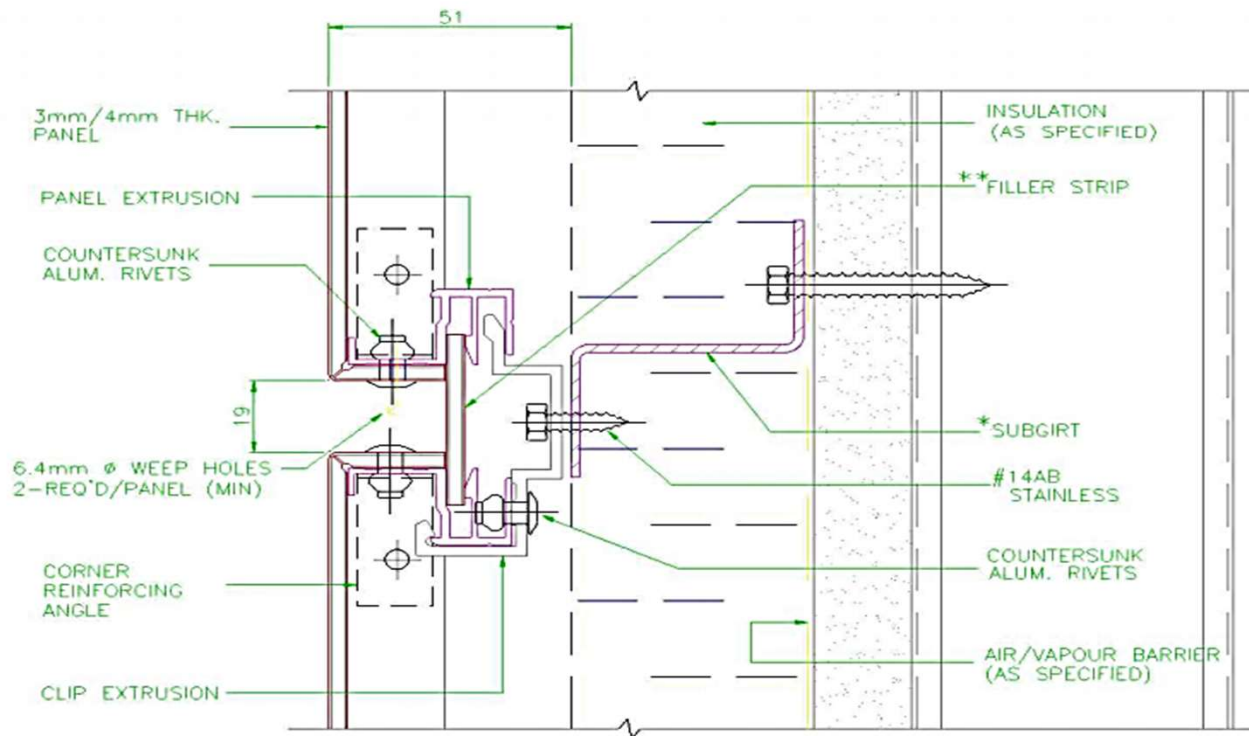 51
3mm/4mm THK.
PANEL
INSULATION
(AS SPECIFIED)
PANEL EXTRUSION
**FILLER STRIP
COUNTERSUNK
ALUM. RIVETS
19
*SUBGIRT
6.4mm ø WEEP HOLES
2-REQ'D/PANEL (MIN)
#14AB
STAINLESS
CORNER
REINFORCING
ANGLE
COUNTERSUNK
ALUM. RIVETS
CLIP EXTRUSION
AIR/VAPOUR BARRIER
(AS SPECIFIED)